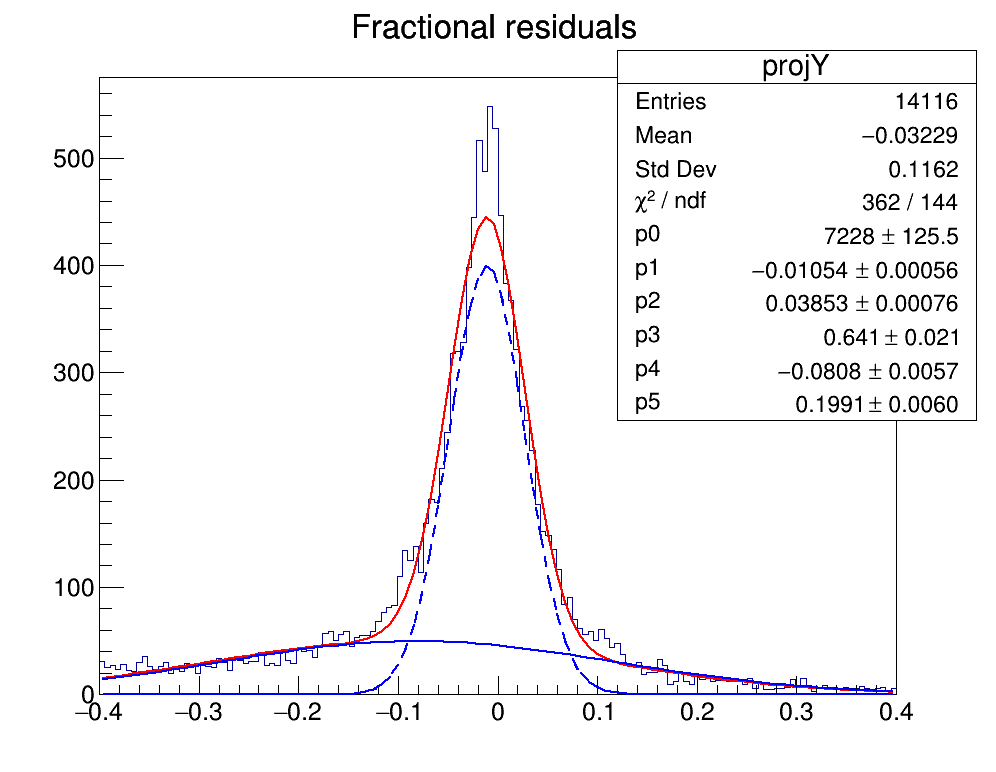 Fractional residuals
projY
Entries 14116
Mean −0.03229
Std Dev 0.1162
χ² / ndf 362 / 144
p0 7228 ± 125.5
p1 −0.01054 ± 0.00056
p2 0.03853 ± 0.00076
p3 0.641 ± 0.021
p4 −0.0808 ± 0.0057
p5 0.1991 ± 0.0060
500
400
300
200
100
0
−0.4 −0.3 −0.2 −0.1 0 0.1 0.2 0.3 0.4